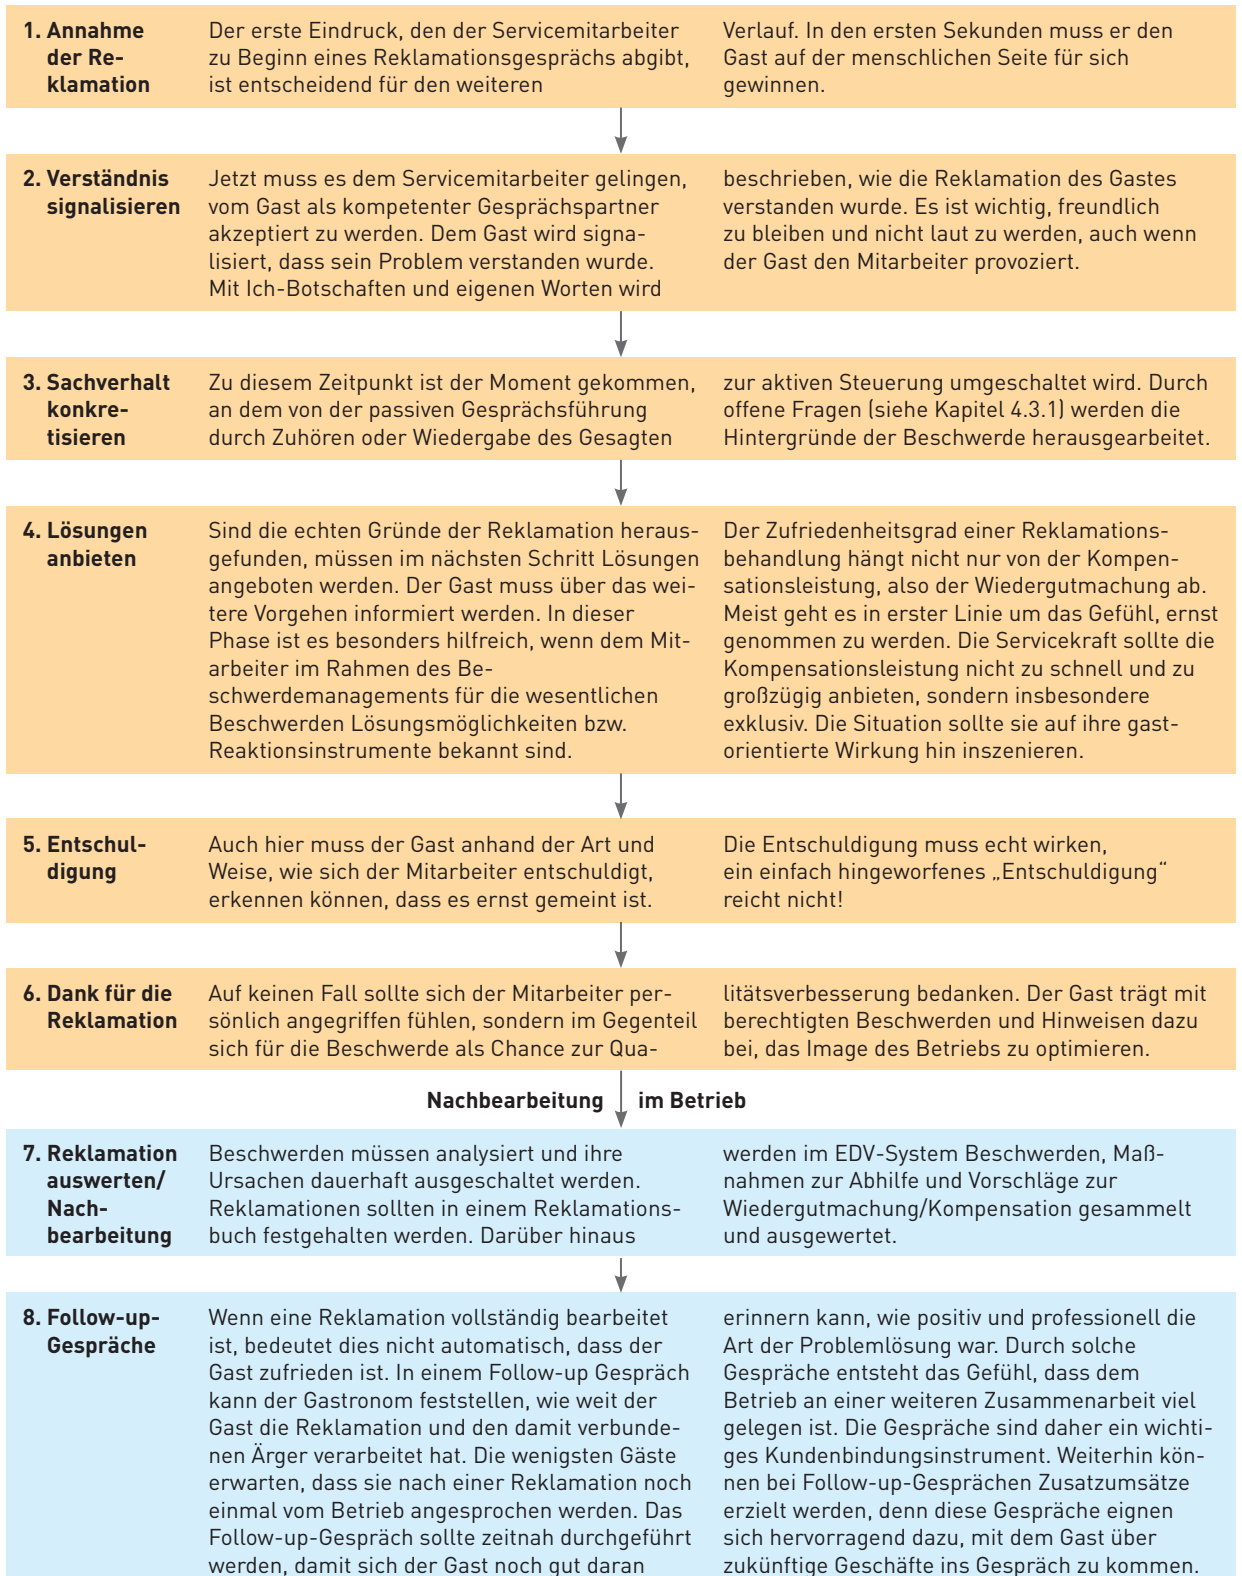 1. Annahme
der Re-
klamation
Der erste Eindruck, den der Servicemitarbeiter
zu Beginn eines Reklamationsgesprächs abgibt,
ist entscheidend für den weiteren
Verlauf. In den ersten Sekunden muss er den
Gast auf der menschlichen Seite für sich
gewinnen.
2. Verständnis
signalisieren
Jetzt muss es dem Servicemitarbeiter gelingen,
vom Gast als kompetenter Gesprächspartner
akzeptiert zu werden. Dem Gast wird signa-
lisiert, dass sein Problem verstanden wurde.
Mit Ich-Botschaften und eigenen Worten wird
beschrieben, wie die Reklamation des Gastes
verstanden wurde. Es ist wichtig, freundlich
zu bleiben und nicht laut zu werden, auch wenn
der Gast den Mitarbeiter provoziert.
3. Sachverhalt
konkre-
tisieren
Zu diesem Zeitpunkt ist der Moment gekommen,
an dem von der passiven Gesprächsführung
durch Zuhören oder Wiedergabe des Gesagten
zur aktiven Steuerung umgeschaltet wird. Durch
offene Fragen (siehe Kapitel 4.3.1) werden die
Hintergründe der Beschwerde herausgearbeitet.
4. Lösungen
anbieten
Sind die echten Gründe der Reklamation heraus-
gefunden, müssen im nächsten Schritt Lösungen
angeboten werden. Der Gast muss über das wei-
tere Vorgehen informiert werden. In dieser
Phase ist es besonders hilfreich, wenn dem Mit-
arbeiter im Rahmen des Be-
schwerdemanagements für die wesentlichen
Beschwerden Lösungsmöglichkeiten bzw.
Reaktionsinstrumente bekannt sind.
Der Zufriedenheitsgrad einer Reklamations-
behandlung hängt nicht nur von der Kompen-
sationsleistung, also der Wiedergutmachung ab.
Meist geht es in erster Linie um das Gefühl, ernst
genommen zu werden. Die Servicekraft sollte die
Kompensationsleistung nicht zu schnell und zu
großzügig anbieten, sondern insbesondere
exklusiv. Die Situation sollte sie auf ihre gast-
orientierte Wirkung hin inszenieren.
5. Entschul-
digung
Auch hier muss der Gast anhand der Art und
Weise, wie sich der Mitarbeiter entschuldigt,
erkennen können, dass es ernst gemeint ist.
Die Entschuldigung muss echt wirken,
ein einfach hingeworfenes „Entschuldigung“
reicht nicht!
6. Dank für die
Reklamation
Auf keinen Fall sollte sich der Mitarbeiter per-
sönlich angegriffen fühlen, sondern im Gegenteil
sich für die Beschwerde als Chance zur Qua-
litätsverbesserung bedanken. Der Gast trägt mit
berechtigten Beschwerden und Hinweisen dazu
bei, das Image des Betriebs zu optimieren.
Nachbearbeitung im Betrieb
7. Reklamation
auswerten/
Nach-
bearbeitung
Beschwerden müssen analysiert und ihre
Ursachen dauerhaft ausgeschaltet werden.
Reklamationen sollten in einem Reklamations-
buch festgehalten werden. Darüber hinaus
werden im EDV-System Beschwerden, Maß-
nahmen zur Abhilfe und Vorschläge zur
Wiedergutmachung/Kompensation gesammelt
und ausgewertet.
8. Follow-up-
Gespräche
Wenn eine Reklamation vollständig bearbeitet
ist, bedeutet dies nicht automatisch, dass der
Gast zufrieden ist. In einem Follow-up Gespräch
kann der Gastronom feststellen, wie weit der
Gast die Reklamation und den damit verbunde-
nen Ärger verarbeitet hat. Die wenigsten Gäste
erwarten, dass sie nach einer Reklamation noch
einmal vom Betrieb angesprochen werden. Das
Follow-up-Gespräch sollte zeitnah durchgeführt
werden, damit sich der Gast noch gut daran
erinnern kann, wie positiv und professionell die
Art der Problemlösung war. Durch solche
Gespräche entsteht das Gefühl, dass dem
Betrieb an einer weiteren Zusammenarbeit viel
gelegen ist. Die Gespräche sind daher ein wichti-
ges Kundenbindungsinstrument. Weiterhin kön-
nen bei Follow-up-Gesprächen Zusatzumsätze
erzielt werden, denn diese Gespräche eignen
sich hervorragend dazu, mit dem Gast über
zukünftige Geschäfte ins Gespräch zu kommen.